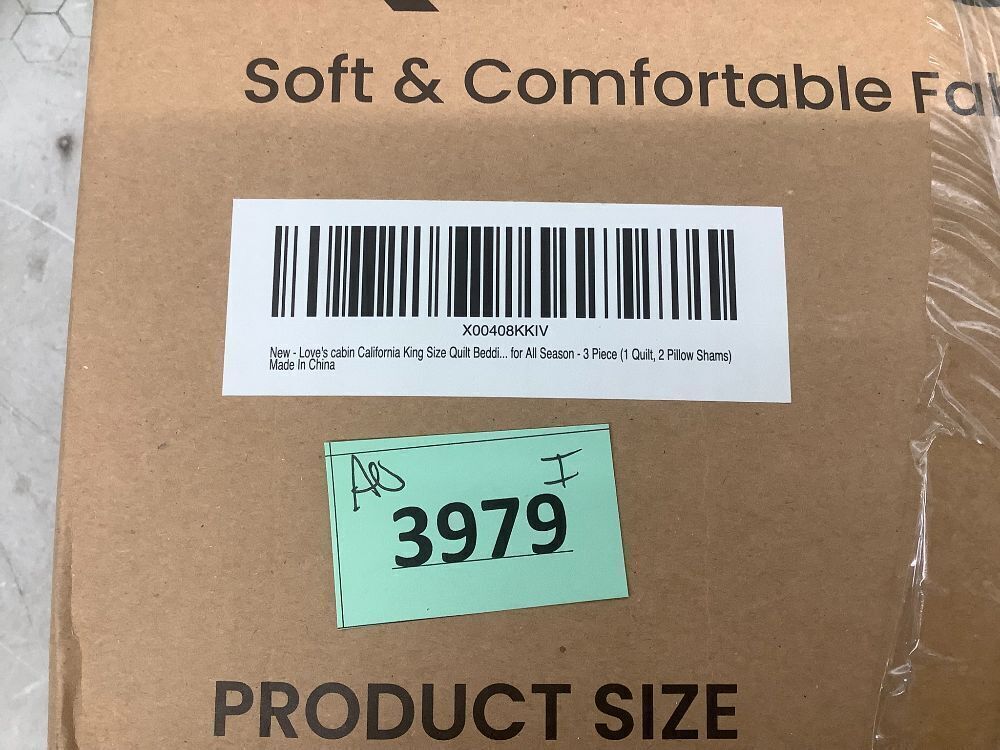 Soft & Comfortable Fa
X00408KKIV
New - Love's cabin California King Size Quilt Beddi... for All Season - 3 Piece (1 Quilt, 2 Pillow Shams)
Made In China
I
3979
PRODUCT SIZE